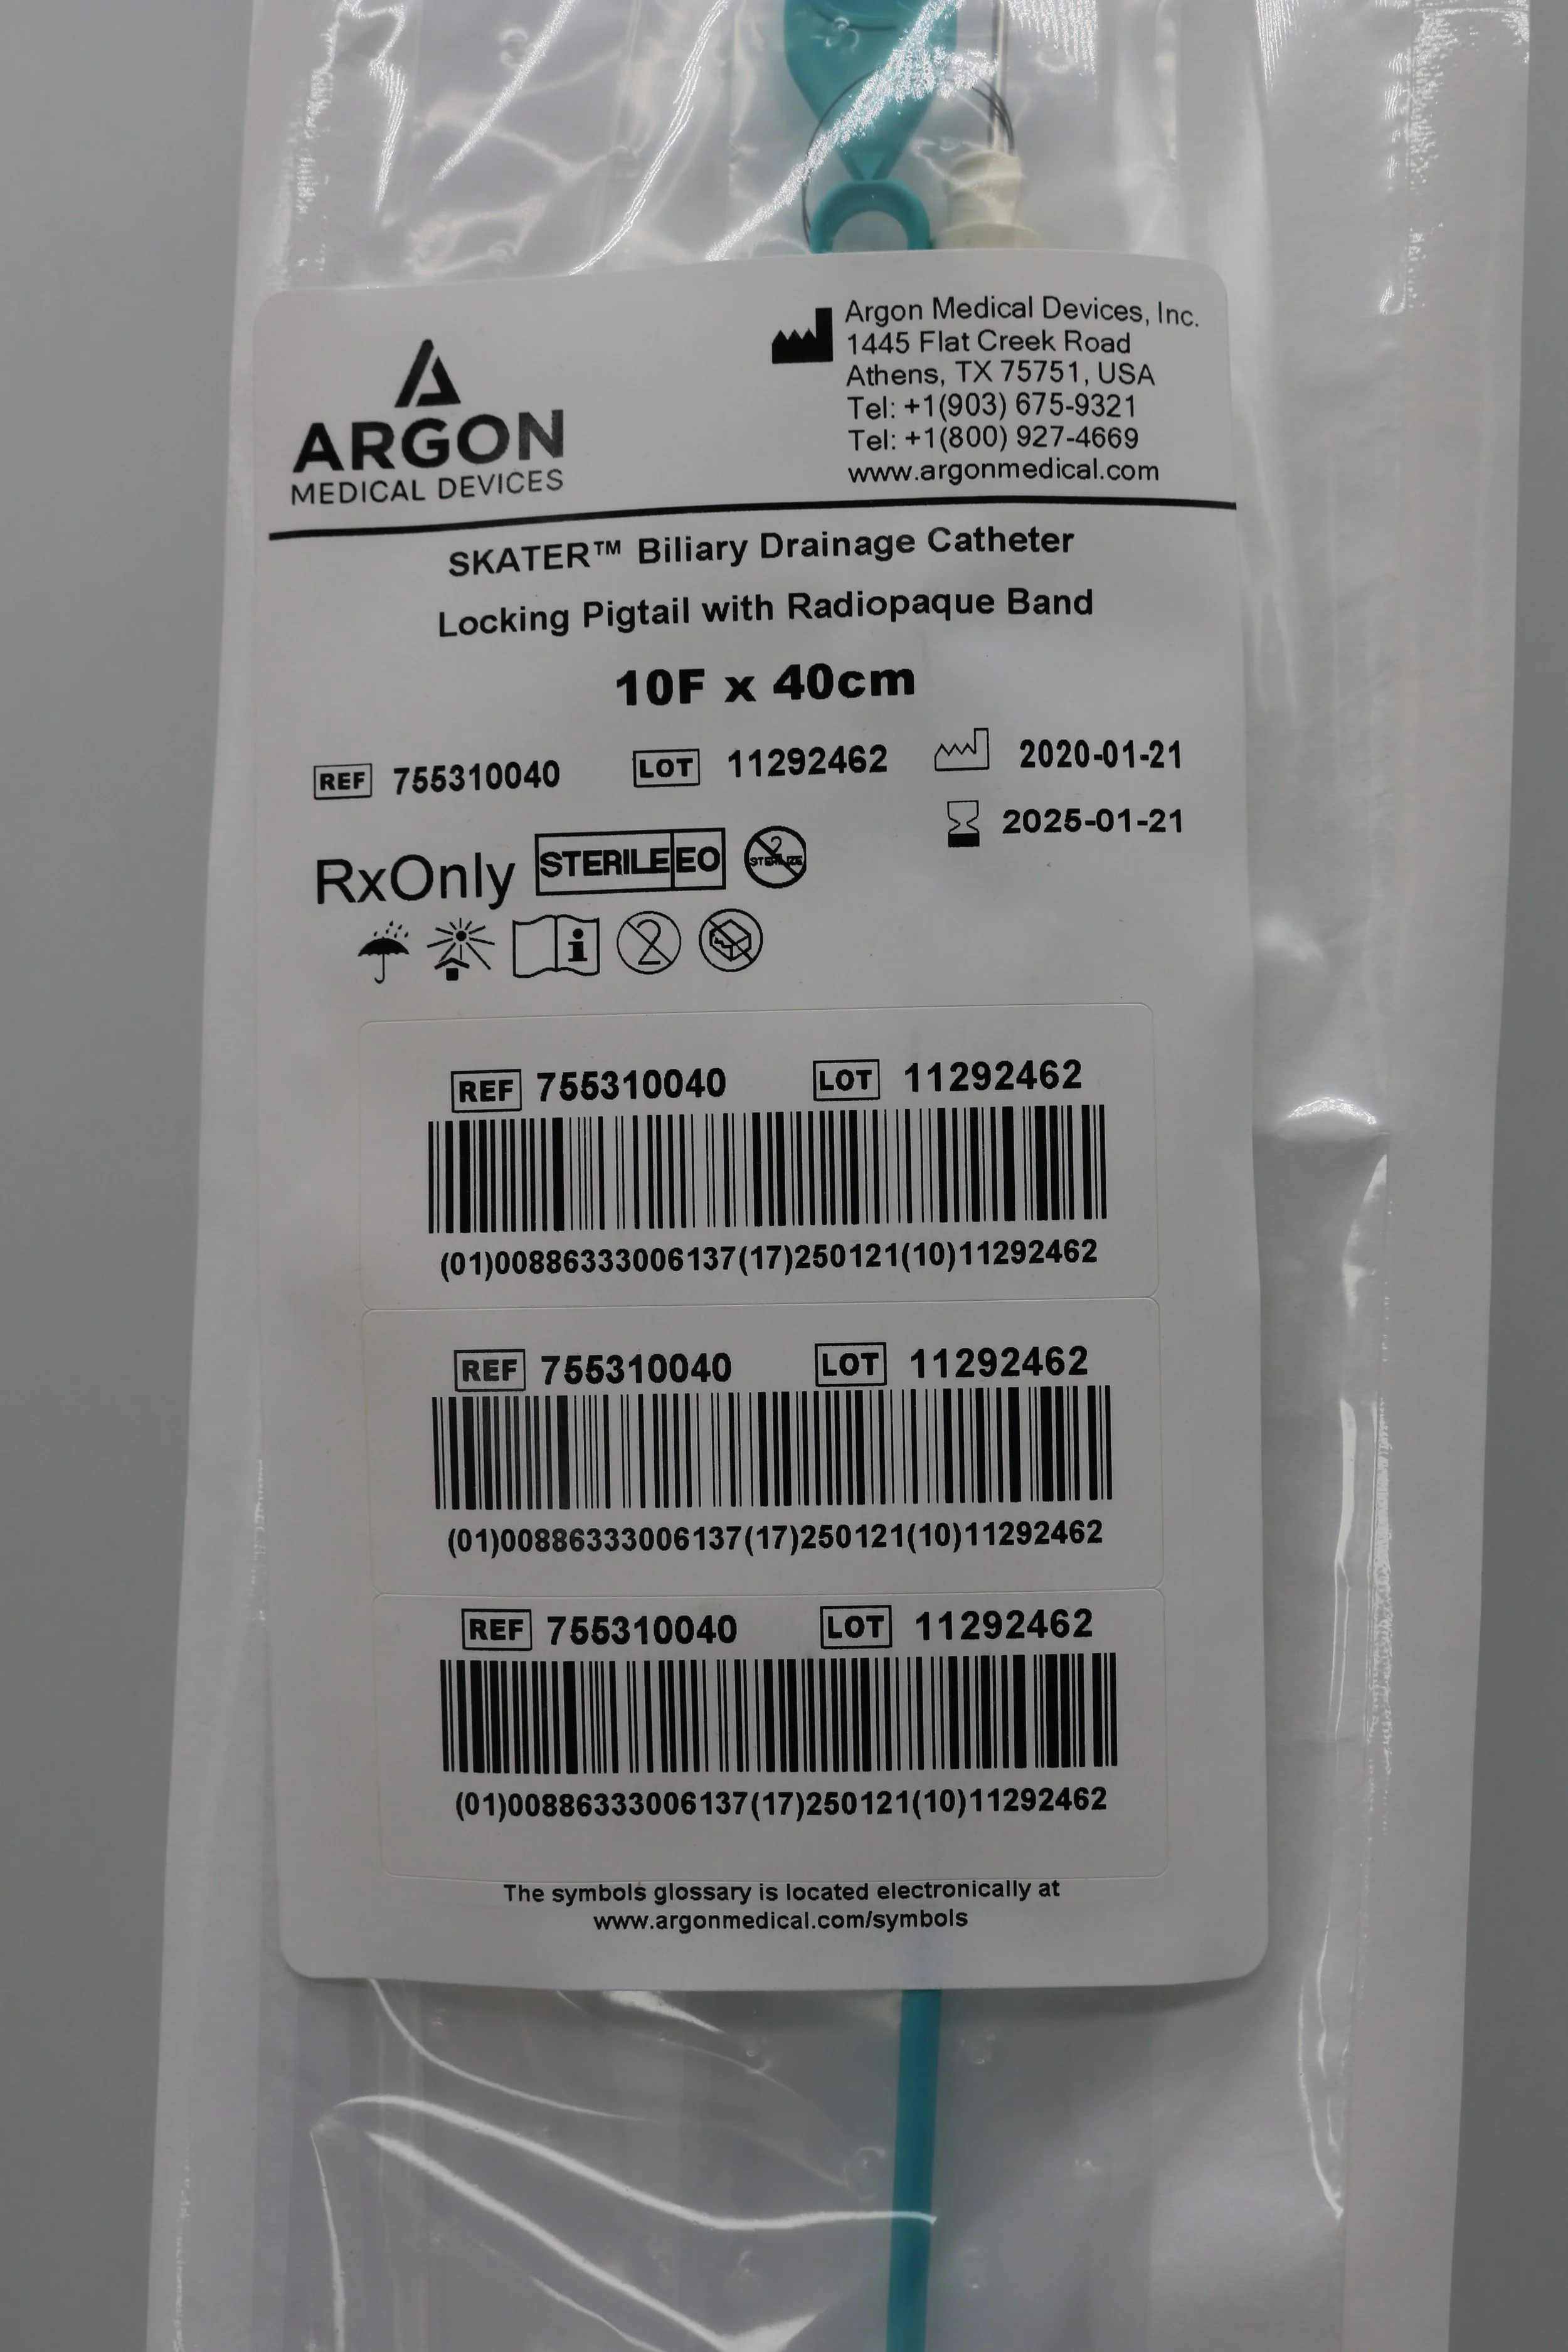 ARGON
MEDICAL DEVICES
Argon Medical Devices, Inc.
1445 Flat Creek Road
Athens, TX 75751, USA
Tel: +1(903) 675-9321
Tel: +1(800) 927-4669
www.argonmedical.com
SKATER™ Biliary Drainage Catheter
Locking Pigtail with Radiopaque Band
10F x 40cm
REF 755310040 LOT 11292462 2020-01-21
2025-01-21
RxOnly STERILE EO 2 STERILIZE
i 2
REF 755310040 LOT 11292462
(01)00886333006137(17)250121(10)11292462
REF 755310040 LOT 11292462
(01)00886333006137(17)250121(10)11292462
REF 755310040 LOT 11292462
(01)00886333006137(17)250121(10)11292462
The symbols glossary is located electronically at
www.argonmedical.com/symbols